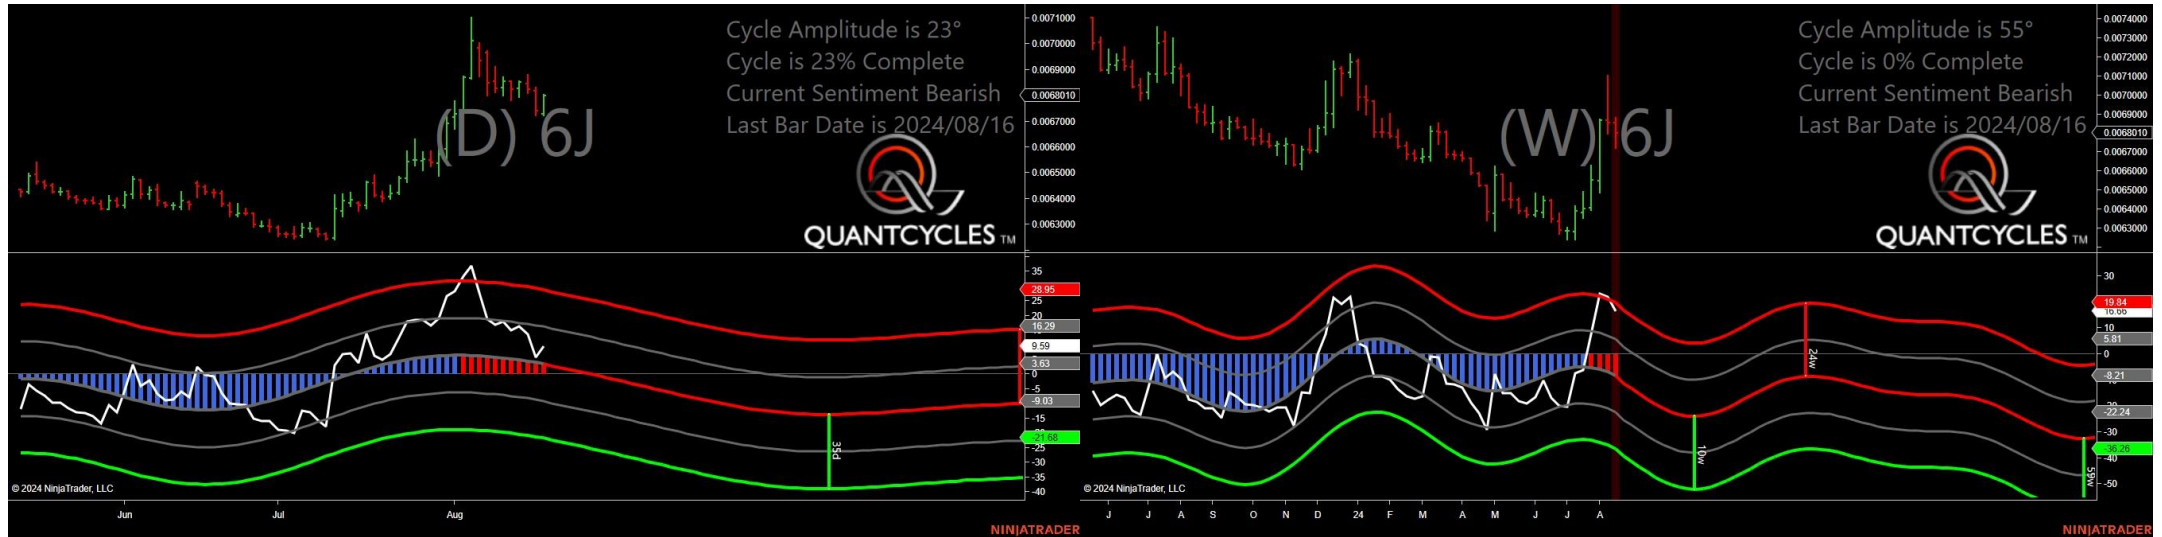 Cycle Amplitude is 23°
Cycle is 23% Complete
Current Sentiment Bearish
Last Bar Date is 2024/08/16
(D) 6J
QUANTCYCLES TM
0.0071000
0.0070000
0.0069000
0.0068010
0.0067000
0.0066000
0.0065000
0.0064000
0.0063000
35
28.95
25
20
16.29
9.59
3.63
0
-5
-9.03
-15
-21.68
-25
-30
-35
-40
35d
© 2024 NinjaTrader, LLC
Jun Jul Aug
NINJATRADER
Cycle Amplitude is 55°
Cycle is 0% Complete
Current Sentiment Bearish
Last Bar Date is 2024/08/16
(W) 6J
QUANTCYCLES TM
0.0074000
0.0073000
0.0072000
0.0071000
0.0070000
0.0069000
0.0068010
0.0067000
0.0066000
0.0065000
0.0064000
0.0063000
30
19.84
16.66
10
5.81
0
-8.21
-22.24
-30
-36.26
-40
-50
24w
10w
59w
© 2024 NinjaTrader, LLC
J J A S O N D 24 F M A M J J A
NINJATRADER